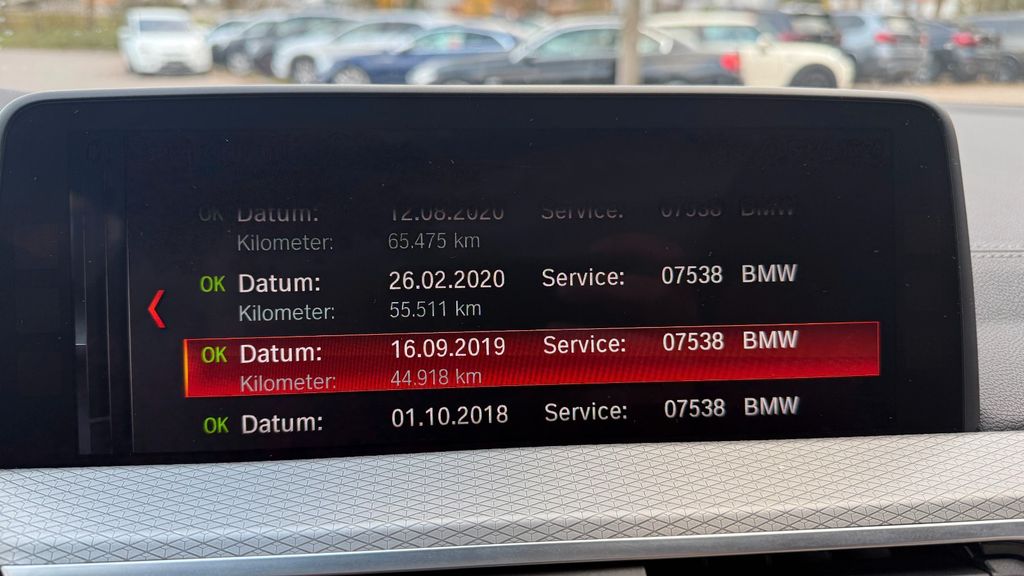 OK Datum: 12.08.2020 Service: 07538 BMW
Kilometer: 65.475 km
OK Datum: 26.02.2020 Service: 07538 BMW
Kilometer: 55.511 km
OK Datum: 16.09.2019 Service: 07538 BMW
Kilometer: 44.918 km
OK Datum: 01.10.2018 Service: 07538 BMW